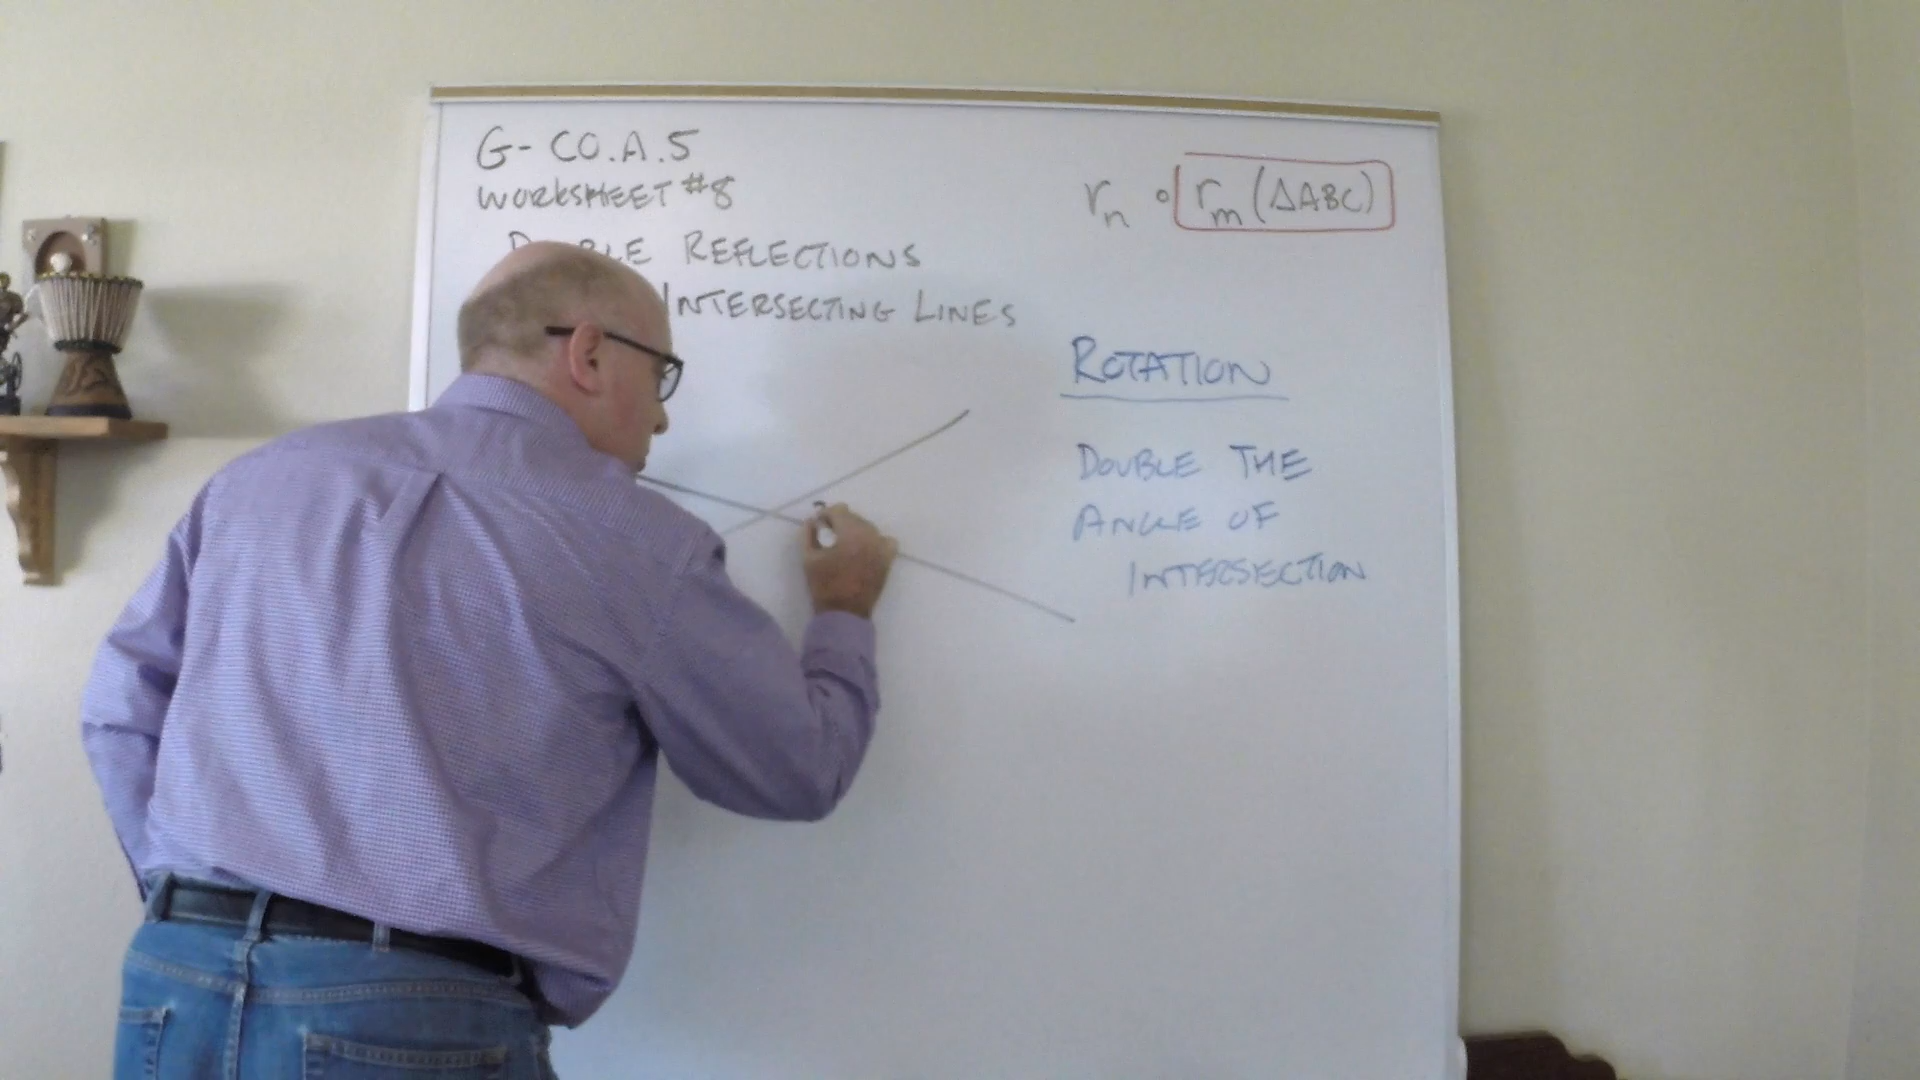 G-CO.A.5
WORKSHEET #8
REFLECTIONS
INTERSECTING LINES
rn ∘ rm (△ABC)
ROTATION
DOUBLE THE
ANGLE OF
INTERSECTION